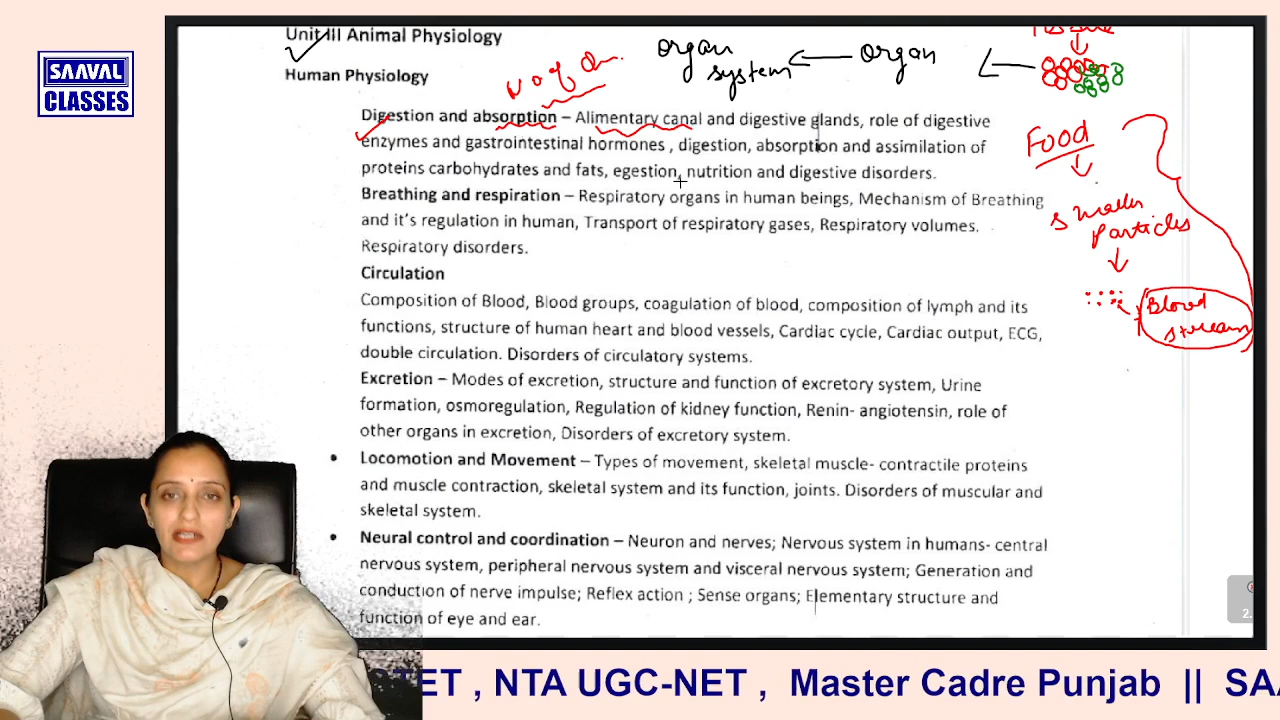 SAAVAL
CLASSES
Unit III Animal Physiology
Human Physiology
organ
system
organ
Digestion and absorption – Alimentary canal and digestive glands, role of digestive
enzymes and gastrointestinal hormones , digestion, absorption and assimilation of
proteins carbohydrates and fats, egestion, nutrition and digestive disorders.
Breathing and respiration – Respiratory organs in human beings, Mechanism of Breathing
and it's regulation in human, Transport of respiratory gases, Respiratory volumes.
Respiratory disorders.
Circulation
Composition of Blood, Blood groups, coagulation of blood, composition of lymph and its
functions, structure of human heart and blood vessels, Cardiac cycle, Cardiac output, ECG,
double circulation. Disorders of circulatory systems.
Excretion – Modes of excretion, structure and function of excretory system, Urine
formation, osmoregulation, Regulation of kidney function, Renin- angiotensin, role of
other organs in excretion, Disorders of excretory system.
• Locomotion and Movement – Types of movement, skeletal muscle- contractile proteins
and muscle contraction, skeletal system and its function, joints. Disorders of muscular and
skeletal system.
• Neural control and coordination – Neuron and nerves; Nervous system in humans- central
nervous system, peripheral nervous system and visceral nervous system; Generation and
conduction of nerve impulse; Reflex action ; Sense organs; Elementary structure and
function of eye and ear.
Food
smaller
particles
Blood
stream
2.
TET , NTA UGC-NET , Master Cadre Punjab || SAA